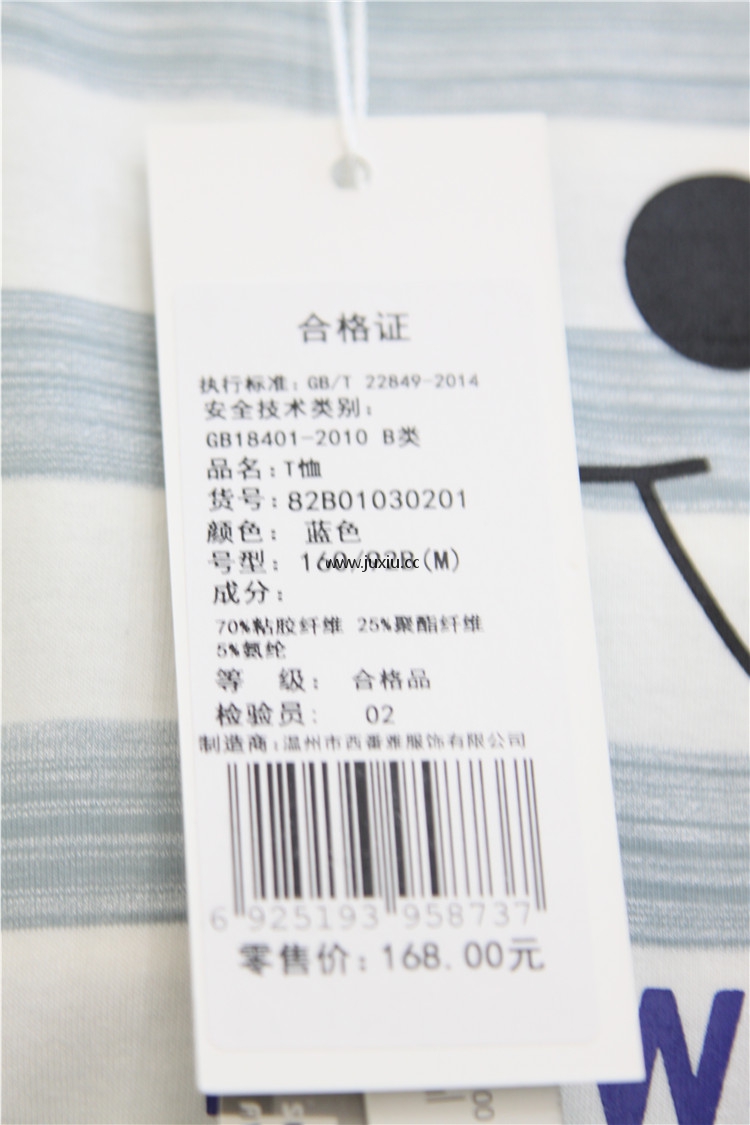 合格证
执行标准: GB/T 22849-2014
安全技术类别:
GB18401-2010 B类
品名: T恤
货号: 82B01030201
颜色: 蓝色
号型: 160/92B(M)
www.juxiu.cc
成分:
70%粘胶纤维 25%聚酯纤维
5%氨纶
等 级: 合格品
检验员: 02
制造商: 温州市西番雅服饰有限公司
6 925193 958737
零售价: 168.00元
W